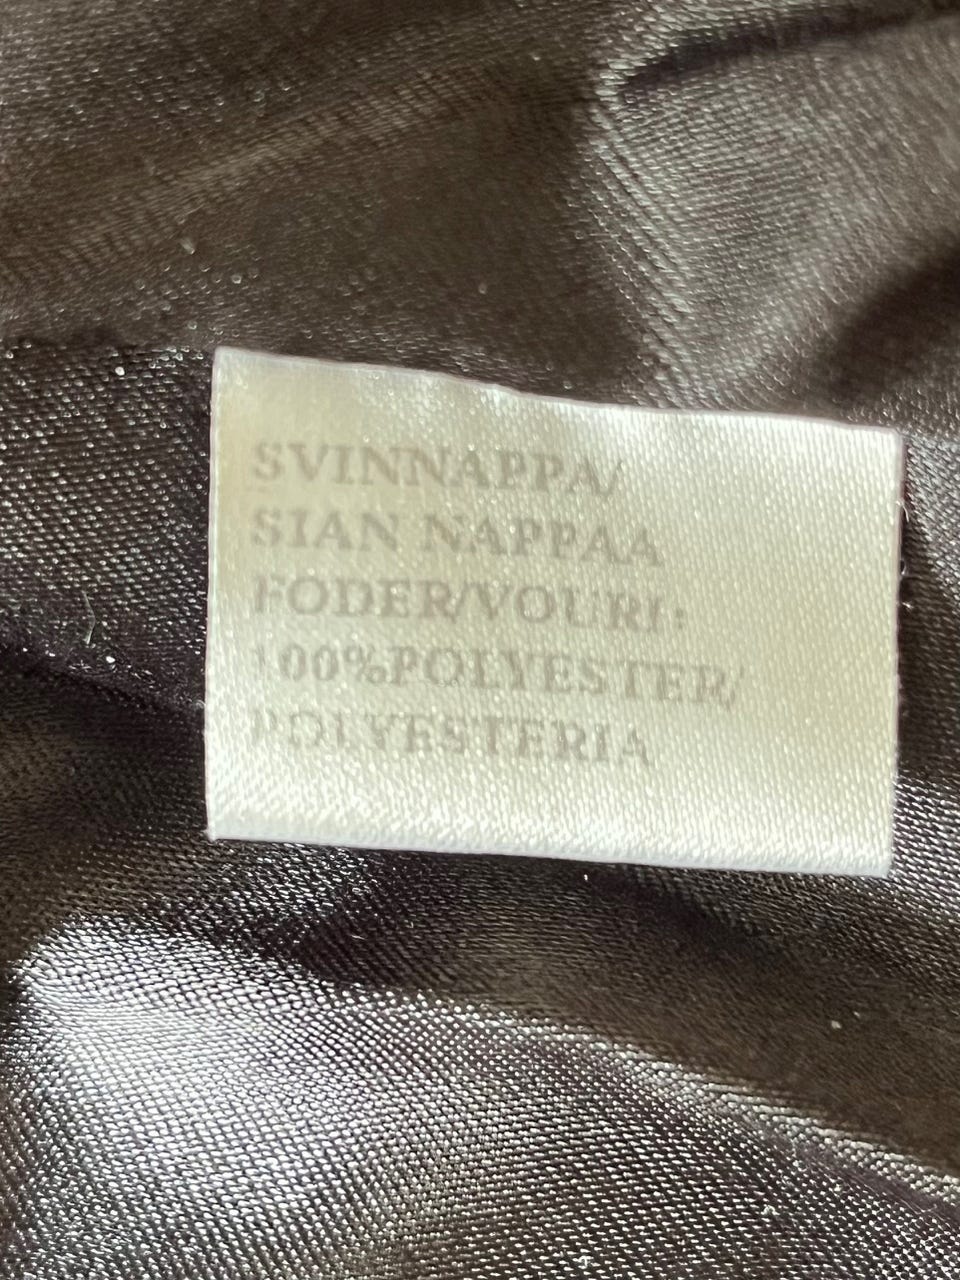 SVINNAPPA/
SIAN NAPPAA
FODER/VOURI:
100%POLYESTER/
POLYESTERIA